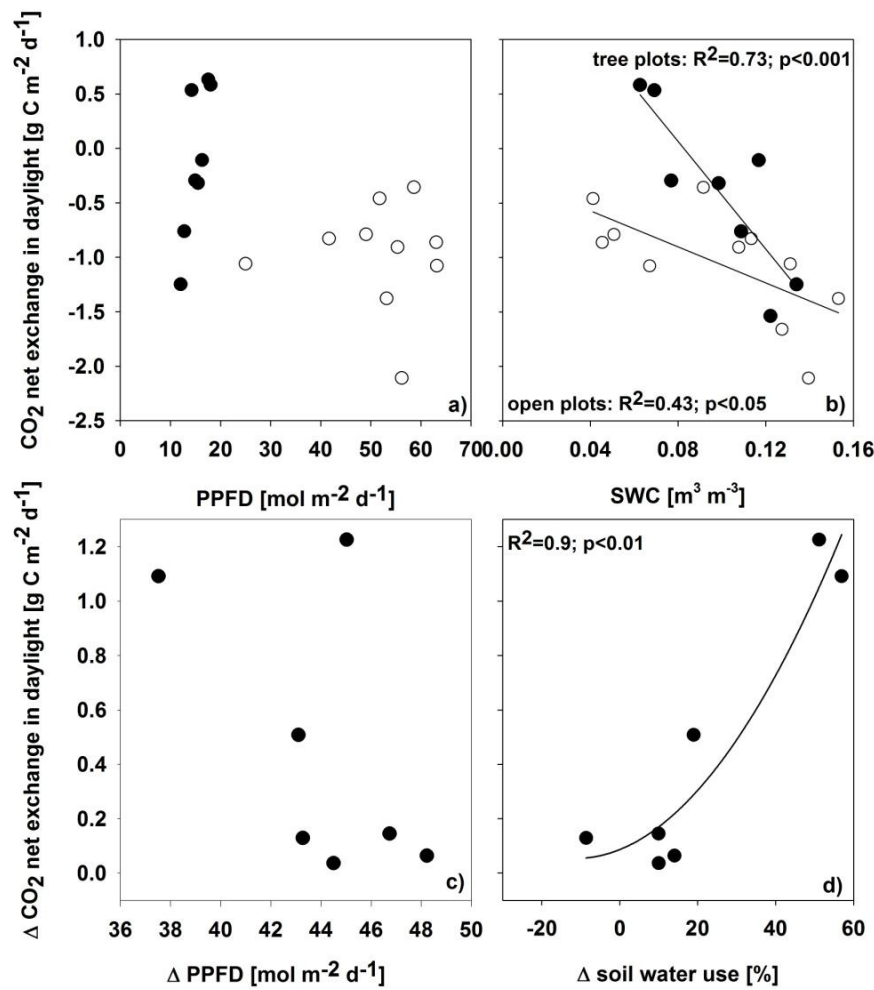 CO2 net exchange in daylight [g C m-2 d-1]
1.0
0.5
0.0
-0.5
-1.0
-1.5
-2.0
-2.5
a)
0 10 20 30 40 50 60 70
PPFD [mol m-2 d-1]
tree plots: R2=0.73; p<0.001
open plots: R2=0.43; p<0.05
b)
0.00 0.04 0.08 0.12 0.16
SWC [m3 m-3]
Δ CO2 net exchange in daylight [g C m-2 d-1]
1.2
1.0
0.8
0.6
0.4
0.2
0.0
c)
36 38 40 42 44 46 48 50
Δ PPFD [mol m-2 d-1]
R2=0.9; p<0.01
d)
-20 0 20 40 60
Δ soil water use [%]